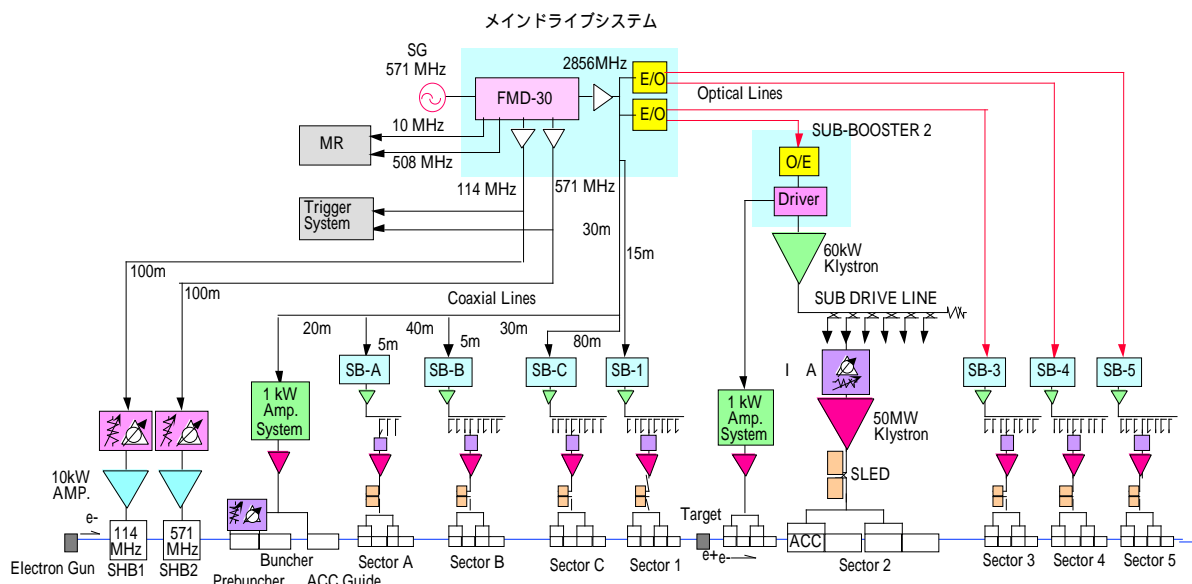 メインドライブシステム
SG
571 MHz
2856MHz
E/O
FMD-30
E/O
Optical Lines
10 MHz
MR
508 MHz
SUB-BOOSTER 2
O/E
114 MHz
571 MHz
Driver
Trigger
System
30m
15m
60kW
Klystron
100m
100m
Coaxial Lines
SUB DRIVE LINE
20m
5m
40m
5m
30m
80m
SB-A
SB-B
SB-C
SB-1
I A
SB-3
SB-4
SB-5
1 kW
Amp.
System
1 kW
Amp.
System
50MW
Klystron
10kW
AMP.
SLED
e-
Target
114
MHz
571
MHz
e+e-
ACC
Electron Gun
SHB1
SHB2
Buncher
Prebuncher
ACC Guide
Sector A
Sector B
Sector C
Sector 1
Sector 2
Sector 3
Sector 4
Sector 5